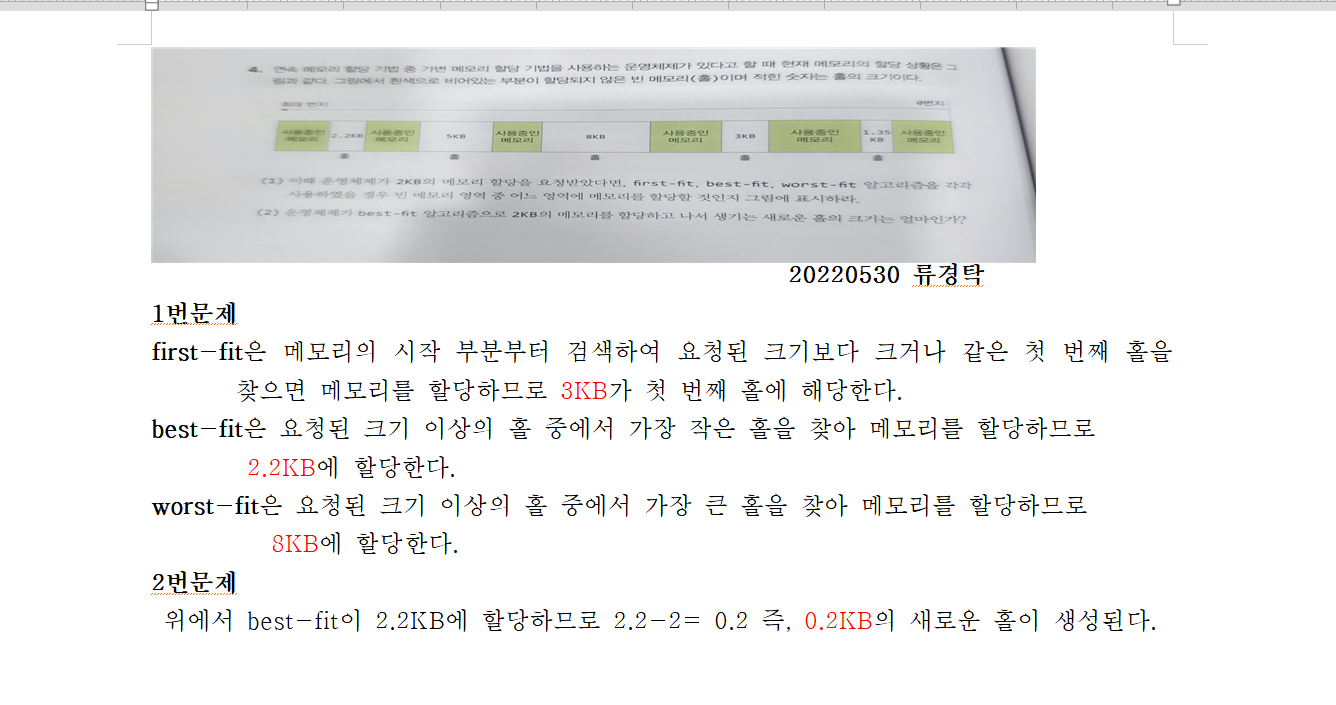 4. 연속 메모리 할당 기법 중 가변 메모리 할당 기법을 사용하는 운영체제가 있다고 할 때 현재 메모리의 할당 상황은 그
림과 같다. 그림에서 흰색으로 비어있는 부분이 할당되지 않은 빈 메모리(홀)이며 적힌 숫자는 홀의 크기이다.
최대 번지 0번지
사용중인 메모리 2.2KB 사용중인 메모리 5KB 사용중인 메모리 8KB 사용중인 메모리 3KB 사용중인 메모리 1.35 KB 사용중인 메모리
홀 홀 홀 홀 홀
(1) 이때 운영체제가 2KB의 메모리 할당을 요청받았다면, first-fit, best-fit, worst-fit 알고리즘을 각각
사용하였을 경우 빈 메모리 영역 중 어느 영역에 메모리를 할당할 것인지 그림에 표시하라.
(2) 운영체제가 best-fit 알고리즘으로 2KB의 메모리를 할당하고 나서 생기는 새로운 홀의 크기는 얼마인가?
20220530 류경탁
1번문제
first-fit은 메모리의 시작 부분부터 검색하여 요청된 크기보다 크거나 같은 첫 번째 홀을
찾으면 메모리를 할당하므로 3KB가 첫 번째 홀에 해당한다.
best-fit은 요청된 크기 이상의 홀 중에서 가장 작은 홀을 찾아 메모리를 할당하므로
2.2KB에 할당한다.
worst-fit은 요청된 크기 이상의 홀 중에서 가장 큰 홀을 찾아 메모리를 할당하므로
8KB에 할당한다.
2번문제
위에서 best-fit이 2.2KB에 할당하므로 2.2-2= 0.2 즉, 0.2KB의 새로운 홀이 생성된다.